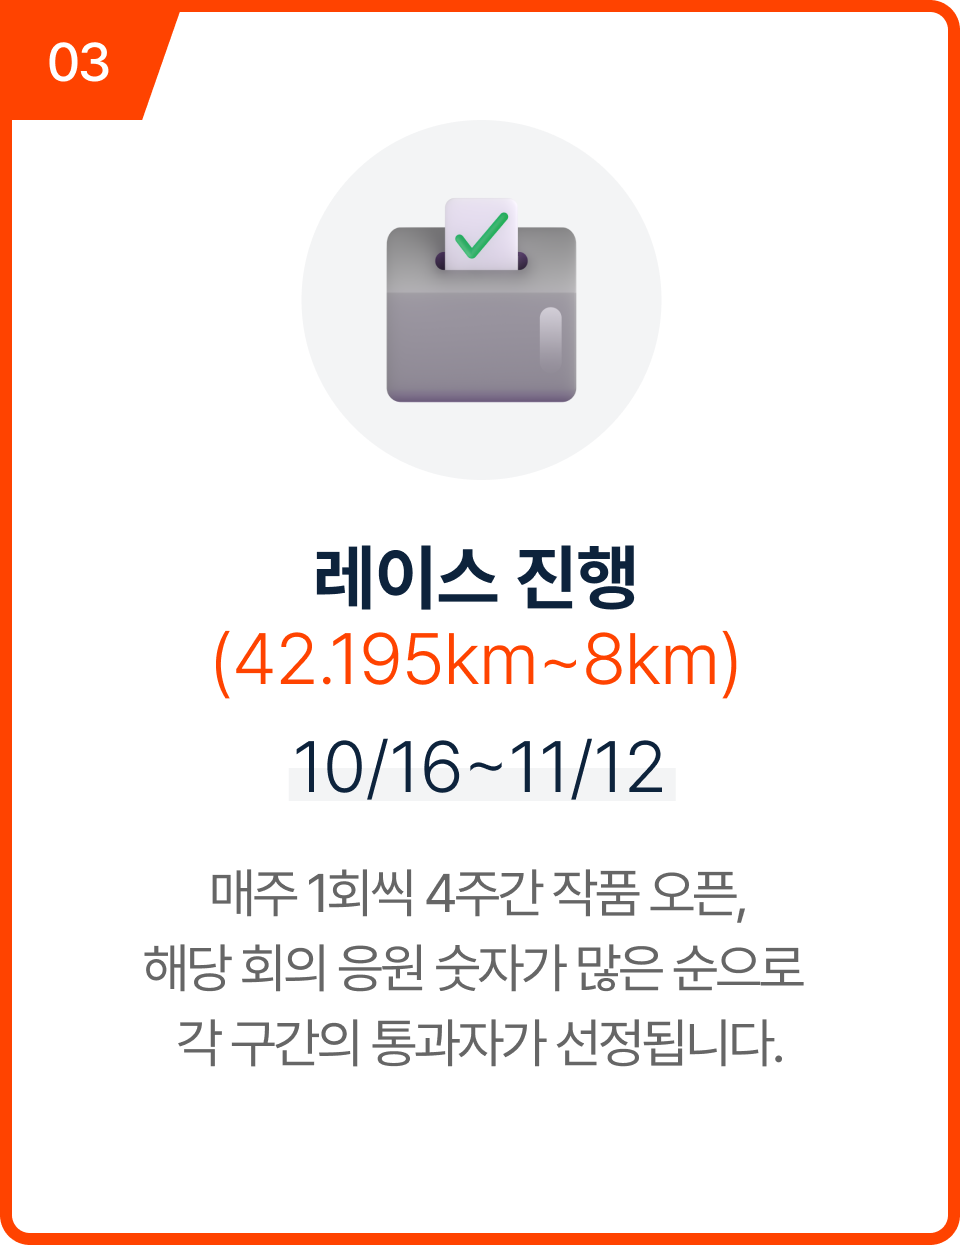 03
레이스 진행
(42.195km~8km)
10/16~11/12
매주 1회씩 4주간 작품 오픈,
해당 회의 응원 숫자가 많은 순으로
각 구간의 통과자가 선정됩니다.